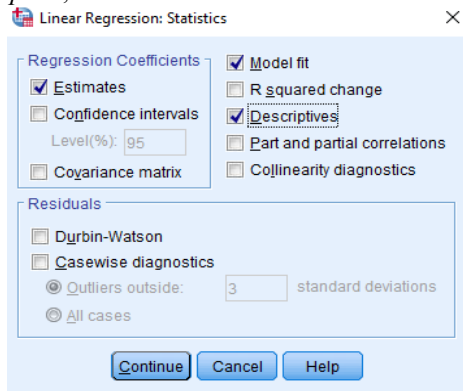 Linear Regression: Statistics
Regression Coefficients
Estimates
Confidence intervals
Level(%): 95
Covariance matrix
Model fit
R squared change
Descriptives
Part and partial correlations
Collinearity diagnostics
Residuals
Durbin-Watson
Casewise diagnostics
Outliers outside: 3 standard deviations
All cases
Continue Cancel Help